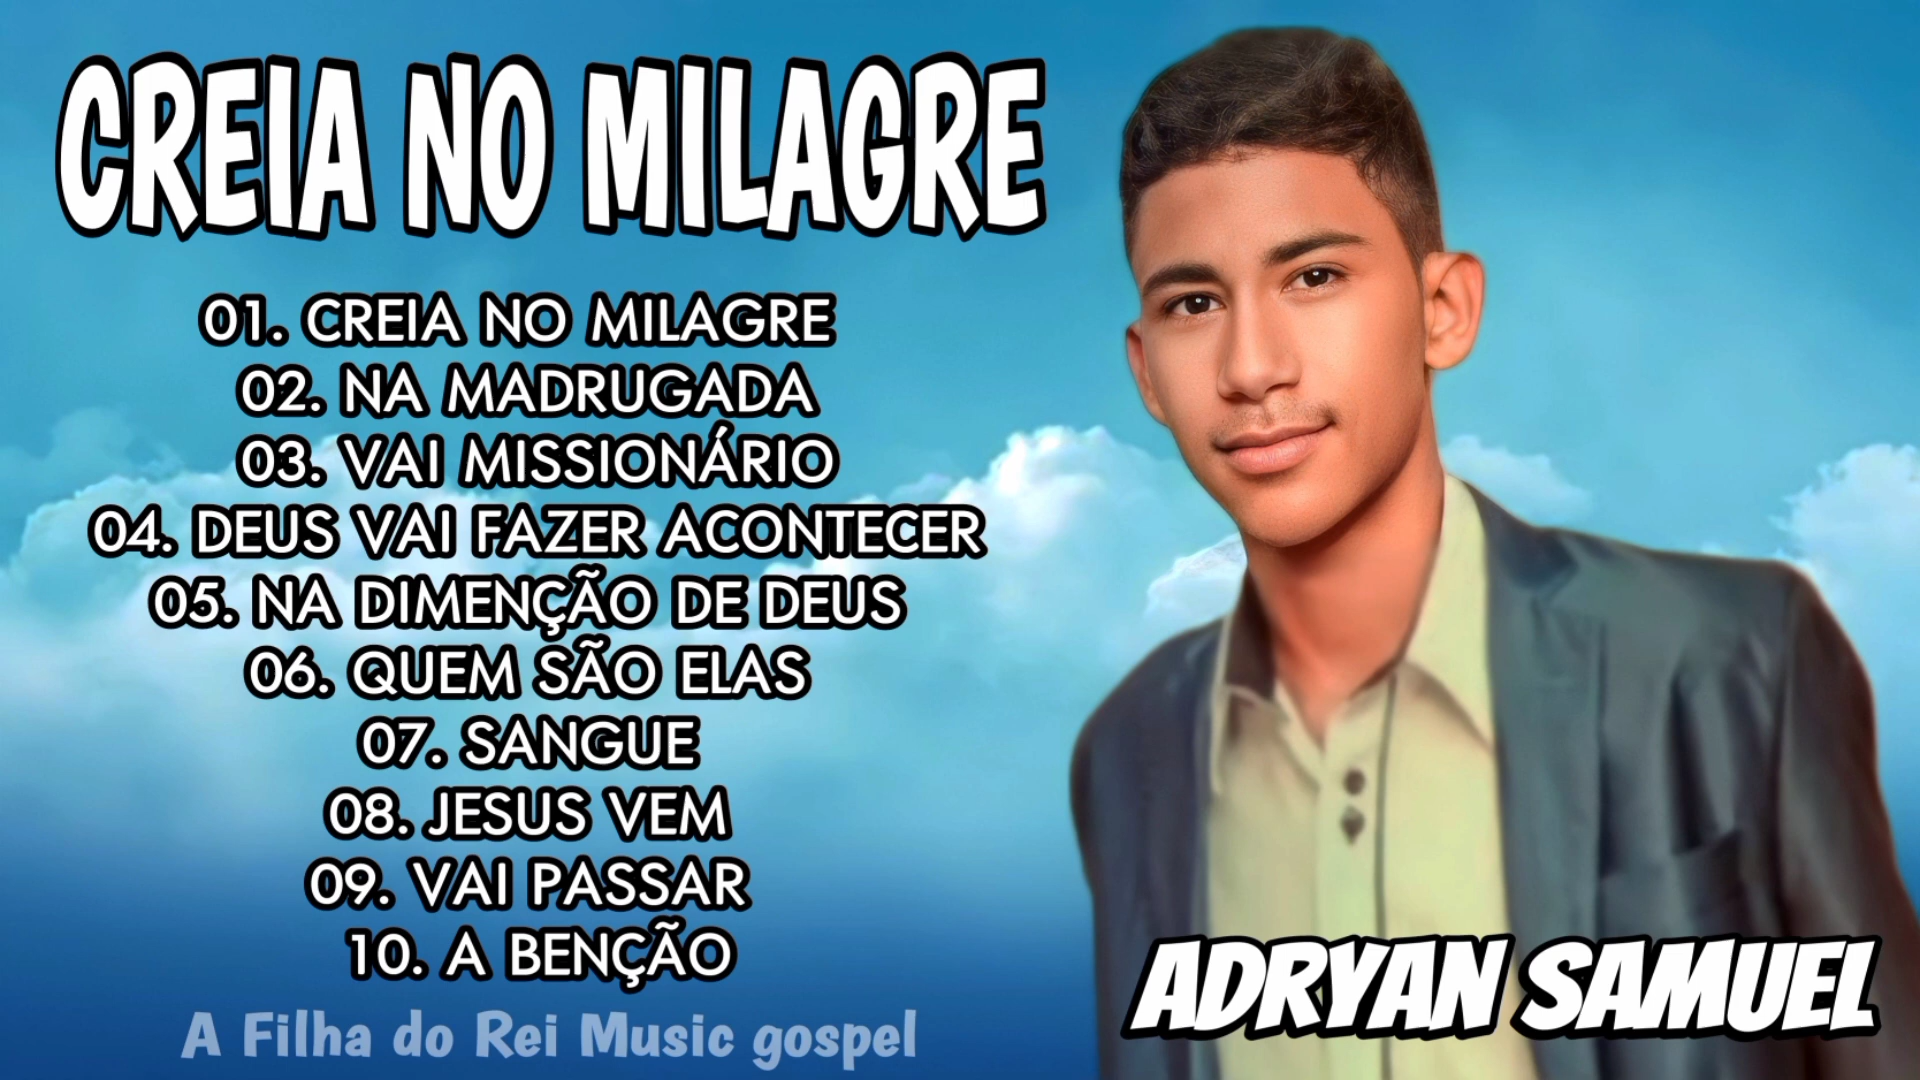 CREIA NO MILAGRE
01. CREIA NO MILAGRE
02. NA MADRUGADA
03. VAI MISSIONÁRIO
04. DEUS VAI FAZER ACONTECER
05. NA DIMENÇÃO DE DEUS
06. QUEM SÃO ELAS
07. SANGUE
08. JESUS VEM
09. VAI PASSAR
10. A BENÇÃO
A Filha do Rei Music gospel
ADRYAN SAMUEL